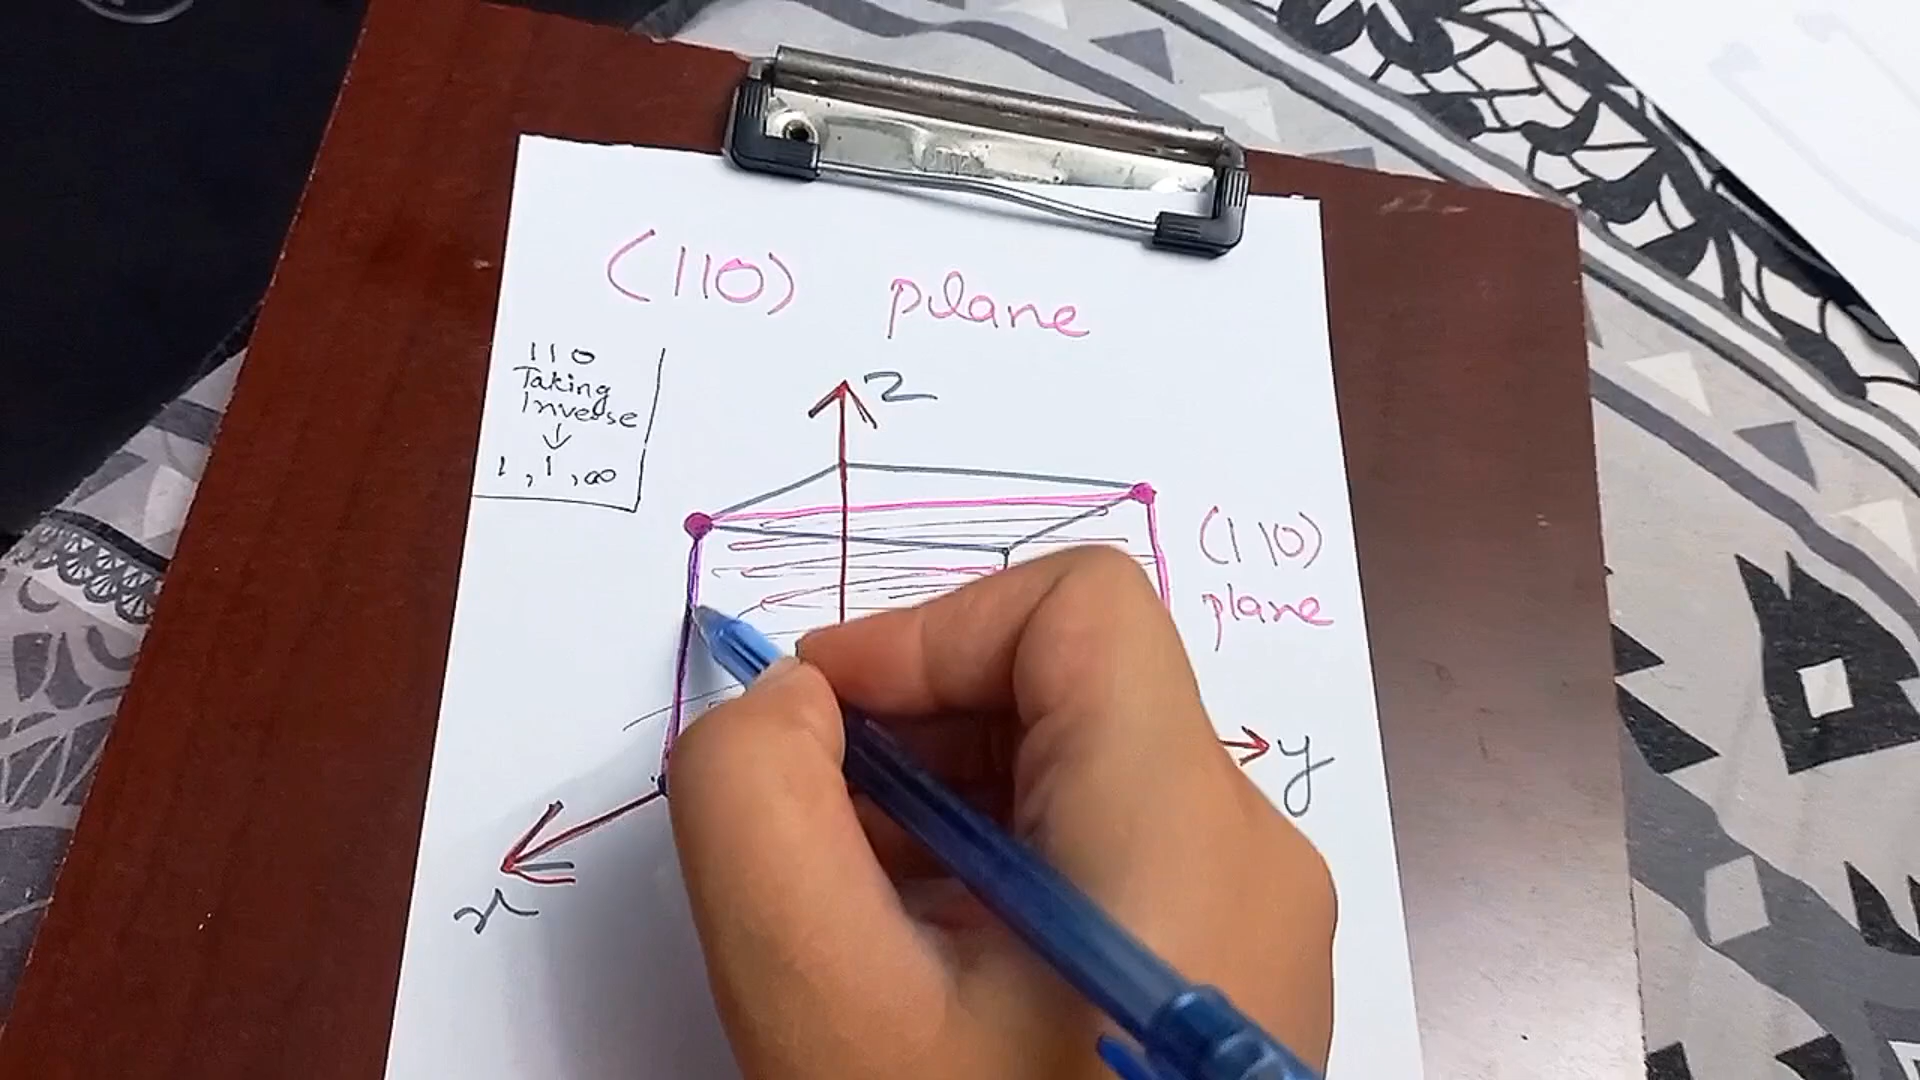 (110) plane
110
Taking
Inverse
↓
1, 1, ∞
z
(110)
plane
y
x